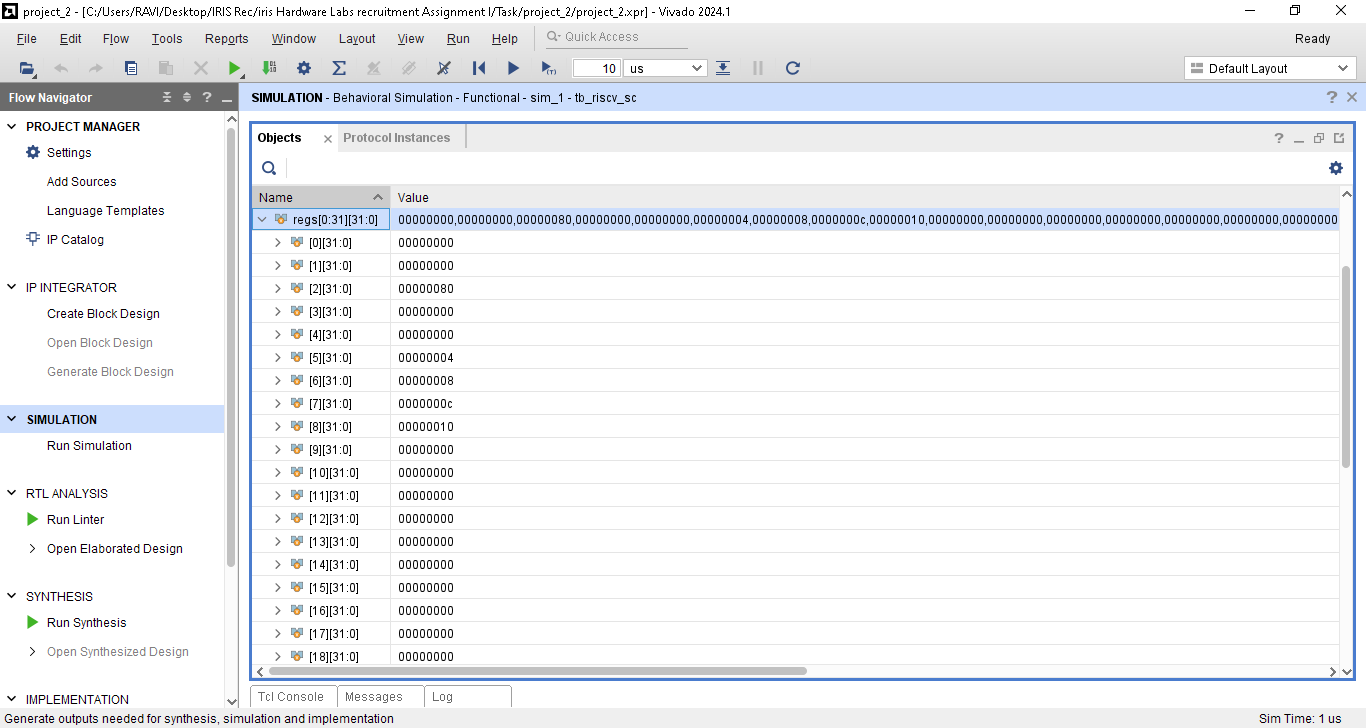 project_2 - [C:/Users/RAVI/Desktop/IRIS Rec/iris Hardware Labs recruitment Assignment I/Task/project_2/project_2.xpr] - Vivado 2024.1
File Edit Flow Tools Reports Window Layout View Run Help Quick Access Ready
10 us Default Layout
Flow Navigator
PROJECT MANAGER
Settings
Add Sources
Language Templates
IP Catalog
IP INTEGRATOR
Create Block Design
Open Block Design
Generate Block Design
SIMULATION
Run Simulation
RTL ANALYSIS
Run Linter
Open Elaborated Design
SYNTHESIS
Run Synthesis
Open Synthesized Design
IMPLEMENTATION
SIMULATION - Behavioral Simulation - Functional - sim_1 - tb_riscv_sc
Objects Protocol Instances
Name Value
regs[0:31][31:0] 00000000,00000000,00000080,00000000,00000000,00000004,00000008,0000000c,00000010,00000000,00000000,00000000,00000000,00000000,00000000,00000000
[0][31:0] 00000000
[1][31:0] 00000000
[2][31:0] 00000080
[3][31:0] 00000000
[4][31:0] 00000000
[5][31:0] 00000004
[6][31:0] 00000008
[7][31:0] 0000000c
[8][31:0] 00000010
[9][31:0] 00000000
[10][31:0] 00000000
[11][31:0] 00000000
[12][31:0] 00000000
[13][31:0] 00000000
[14][31:0] 00000000
[15][31:0] 00000000
[16][31:0] 00000000
[17][31:0] 00000000
[18][31:0] 00000000
Tcl Console Messages Log
Generate outputs needed for synthesis, simulation and implementation Sim Time: 1 us